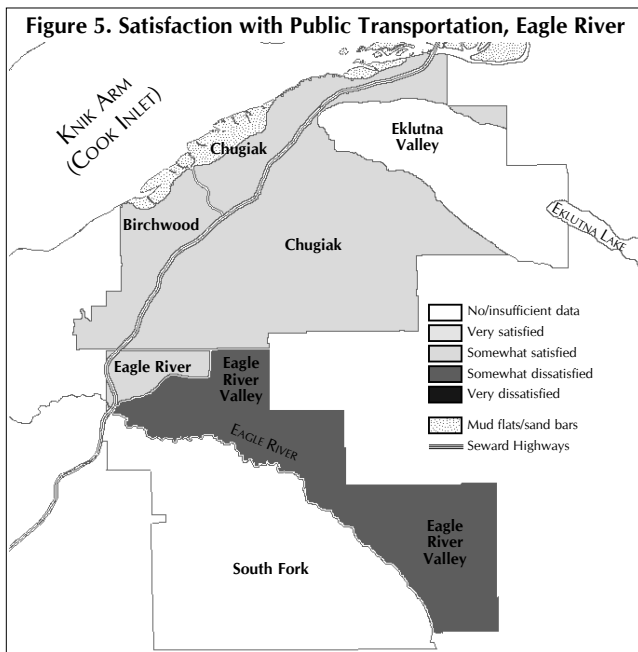 Figure 5. Satisfaction with Public Transportation, Eagle River
KNIK ARM
(COOK INLET)
Chugiak
Eklutna
Valley
Birchwood
EKLUTNA LAKE
Chugiak
No/insufficient data
Very satisfied
Somewhat satisfied
Somewhat dissatisfied
Very dissatisfied
Mud flats/sand bars
Seward Highways
Eagle River
Eagle
River
Valley
EAGLE RIVER
Eagle
River
Valley
South Fork